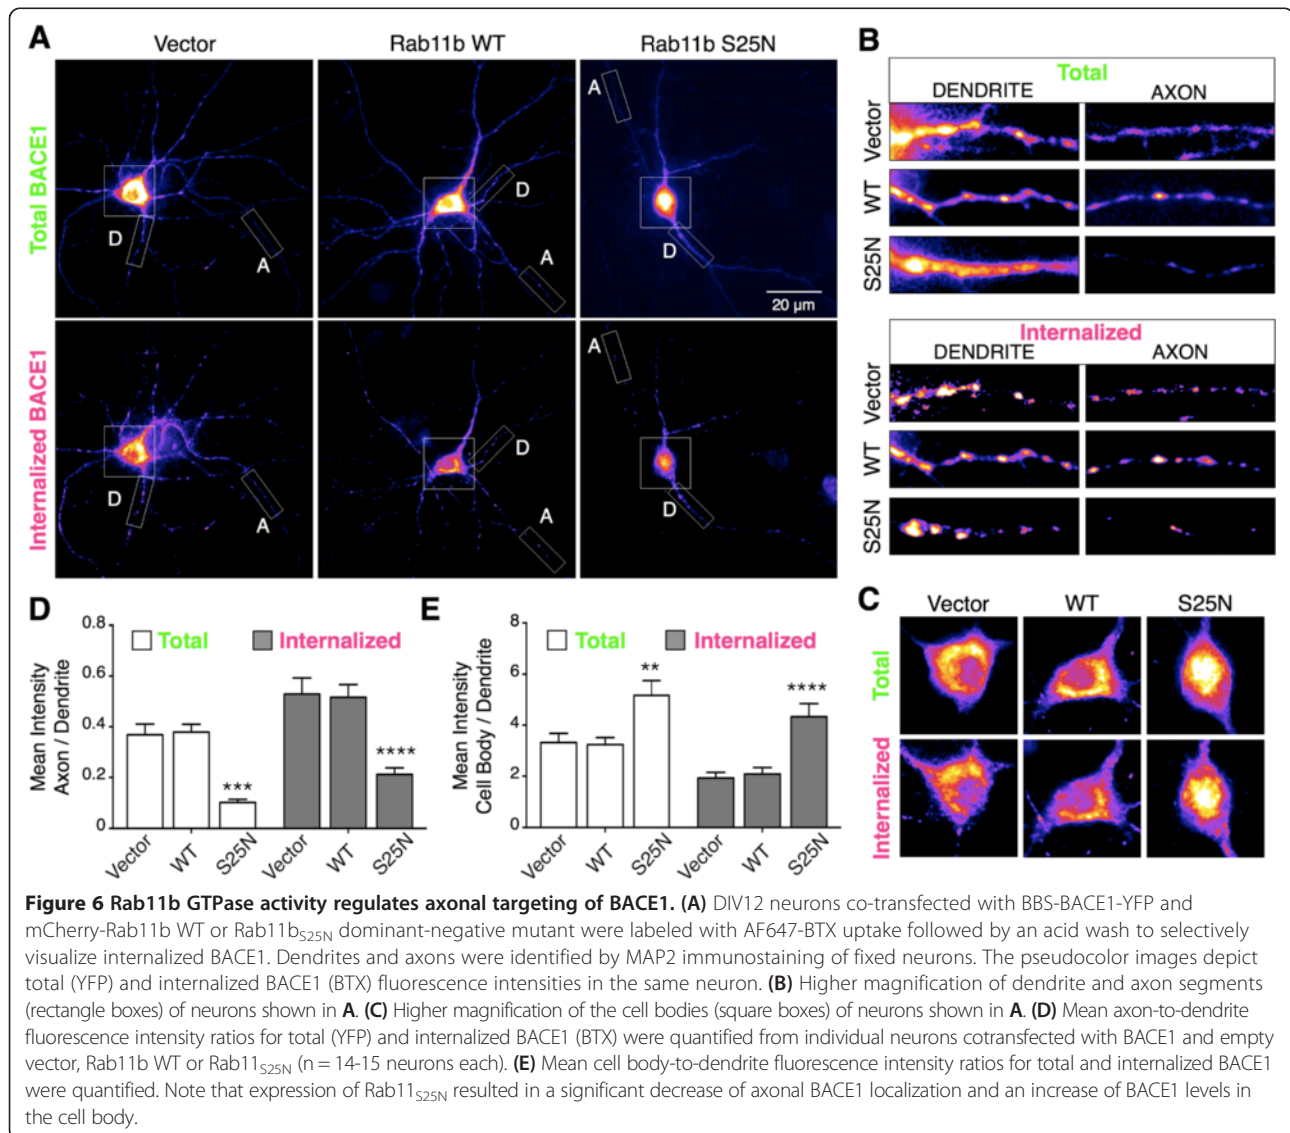 A
Vector
Rab11b WT
Rab11b S25N
Total BACE1
D
A
D
A
A
D
20 µm
Internalized BACE1
D
A
D
A
A
D
B
Total
DENDRITE
AXON
Vector
WT
S25N
Internalized
DENDRITE
AXON
Vector
WT
S25N
D
Total
Internalized
Mean Intensity
Axon / Dendrite
0.8
0.6
0.4
0.2
0
***
****
Vector
WT
S25N
Vector
WT
S25N
E
Total
Internalized
Mean Intensity
Cell Body / Dendrite
8
6
4
2
0
**
****
Vector
WT
S25N
Vector
WT
S25N
C
Vector
WT
S25N
Total
Internalized
Figure 6 Rab11b GTPase activity regulates axonal targeting of BACE1. (A) DIV12 neurons co-transfected with BBS-BACE1-YFP and
mCherry-Rab11b WT or Rab11bS25N dominant-negative mutant were labeled with AF647-BTX uptake followed by an acid wash to selectively
visualize internalized BACE1. Dendrites and axons were identified by MAP2 immunostaining of fixed neurons. The pseudocolor images depict
total (YFP) and internalized BACE1 (BTX) fluorescence intensities in the same neuron. (B) Higher magnification of dendrite and axon segments
(rectangle boxes) of neurons shown in A. (C) Higher magnification of the cell bodies (square boxes) of neurons shown in A. (D) Mean axon-to-dendrite
fluorescence intensity ratios for total (YFP) and internalized BACE1 (BTX) were quantified from individual neurons cotransfected with BACE1 and empty
vector, Rab11b WT or Rab11S25N (n = 14-15 neurons each). (E) Mean cell body-to-dendrite fluorescence intensity ratios for total and internalized BACE1
were quantified. Note that expression of Rab11S25N resulted in a significant decrease of axonal BACE1 localization and an increase of BACE1 levels in
the cell body.